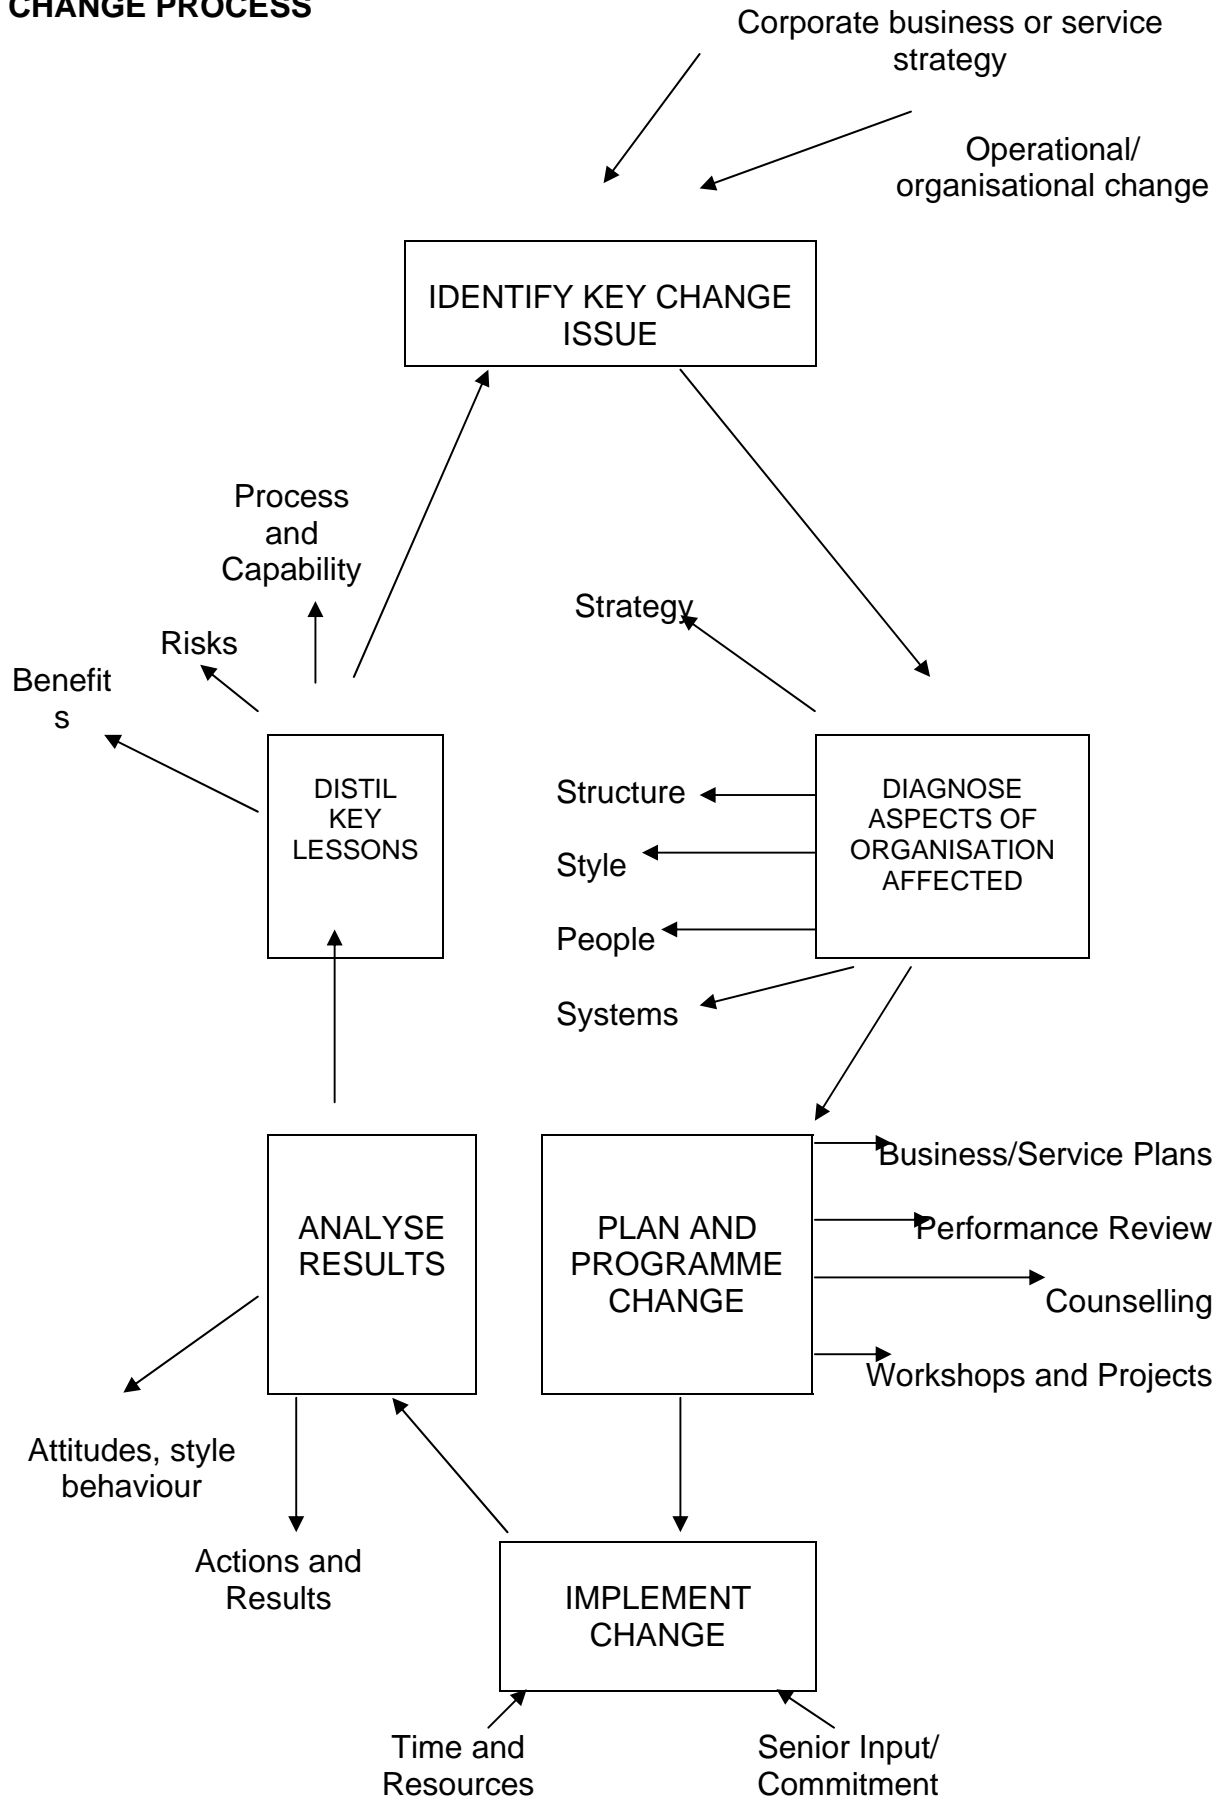 CHANGE PROCESS
Corporate business or service
strategy
Operational/
organisational change
IDENTIFY KEY CHANGE
ISSUE
Process
and
Capability
Risks
Benefit
s
Strategy
DISTIL
KEY
LESSONS
Structure
Style
People
Systems
DIAGNOSE
ASPECTS OF
ORGANISATION
AFFECTED
ANALYSE
RESULTS
PLAN AND
PROGRAMME
CHANGE
Business/Service Plans
Performance Review
Counselling
Workshops and Projects
Attitudes, style
behaviour
Actions and
Results
IMPLEMENT
CHANGE
Time and
Resources
Senior Input/
Commitment